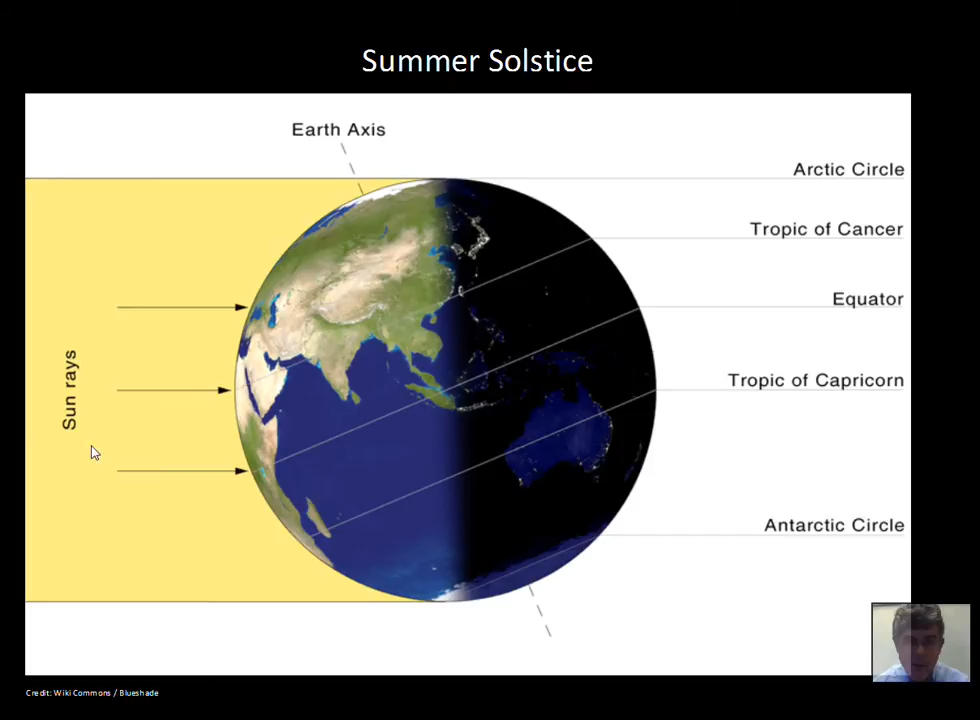 Summer Solstice
Earth Axis
Arctic Circle
Tropic of Cancer
Equator
Sun rays
Tropic of Capricorn
Antarctic Circle
Credit: Wiki Commons / Blueshade